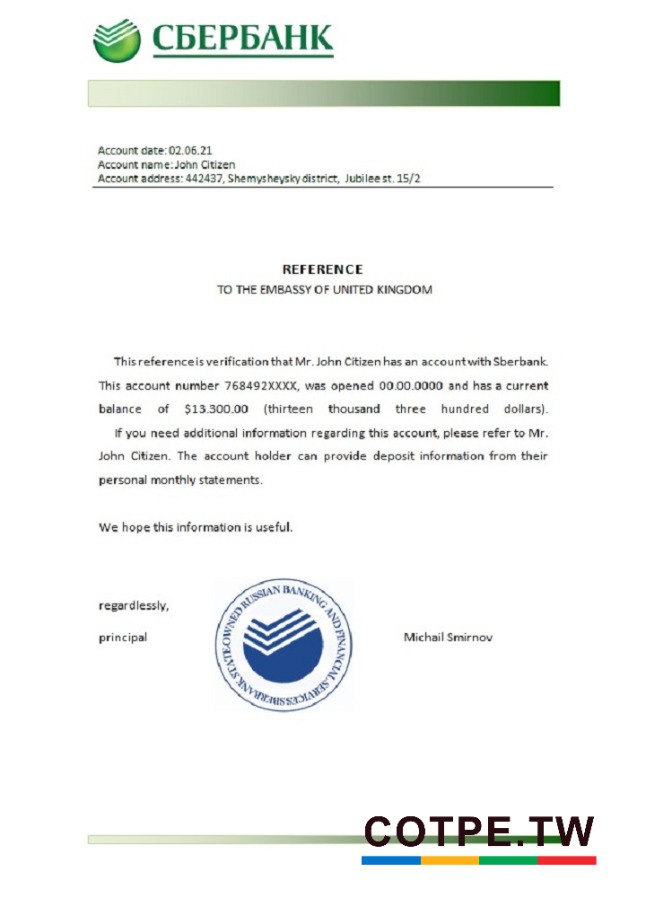 СБЕРБАНК
Account date: 02.06.21
Account name: John Citizen
Account address: 442437, Shemysheysky district, Jubilee st. 15/2
REFERENCE
TO THE EMBASSY OF UNITED KINGDOM
This reference is verification that Mr. John Citizen has an account with Sberbank.
This account number 768492XXXX, was opened 00.00.0000 and has a current
balance of $13.300.00 (thirteen thousand three hundred dollars).
If you need additional information regarding this account, please refer to Mr.
John Citizen. The account holder can provide deposit information from their
personal monthly statements.
We hope this information is useful.
regardlessly,
STATE-OWNED RUSSIAN BANKING AND FINANCIAL SERVICES SBERBANK
principal
Michail Smirnov
COTPE.TW